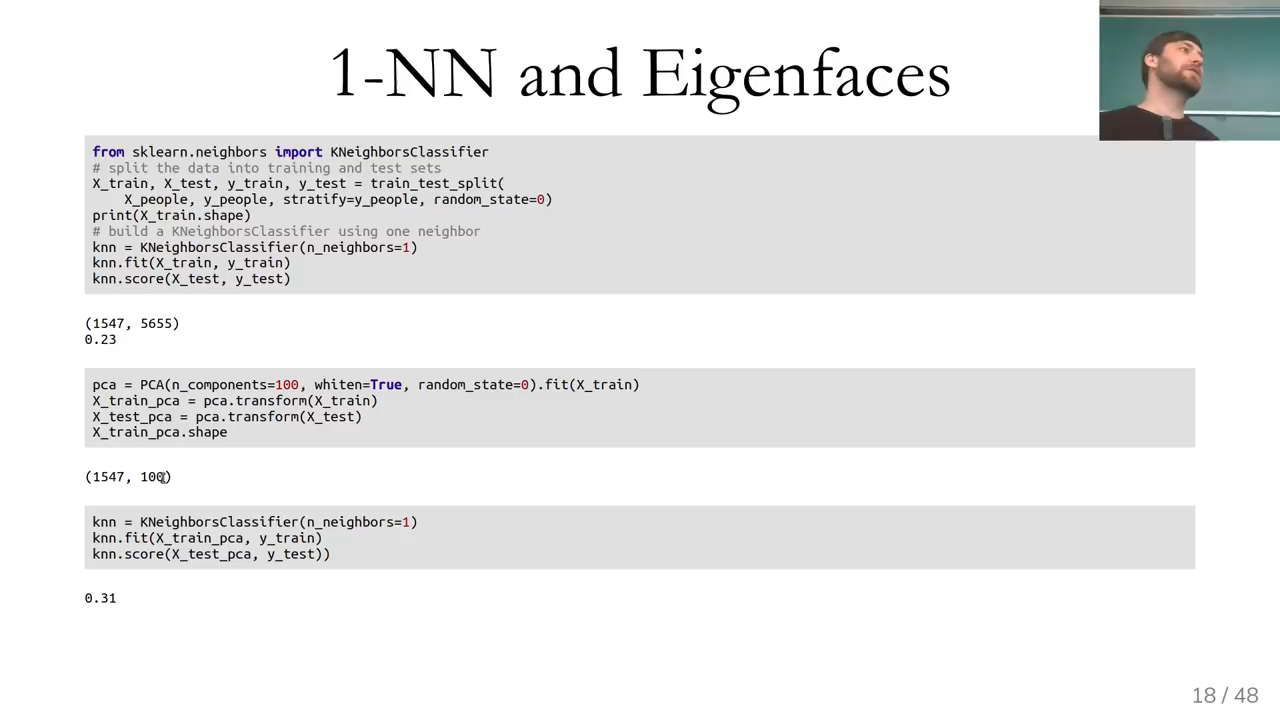 1-NN and Eigenfaces
from sklearn.neighbors import KNeighborsClassifier
# split the data into training and test sets
X_train, X_test, y_train, y_test = train_test_split(
    X_people, y_people, stratify=y_people, random_state=0)
print(X_train.shape)
# build a KNeighborsClassifier using one neighbor
knn = KNeighborsClassifier(n_neighbors=1)
knn.fit(X_train, y_train)
knn.score(X_test, y_test)
(1547, 5655)
0.23
pca = PCA(n_components=100, whiten=True, random_state=0).fit(X_train)
X_train_pca = pca.transform(X_train)
X_test_pca = pca.transform(X_test)
X_train_pca.shape
(1547, 100)
knn = KNeighborsClassifier(n_neighbors=1)
knn.fit(X_train_pca, y_train)
knn.score(X_test_pca, y_test))
0.31
18 / 48